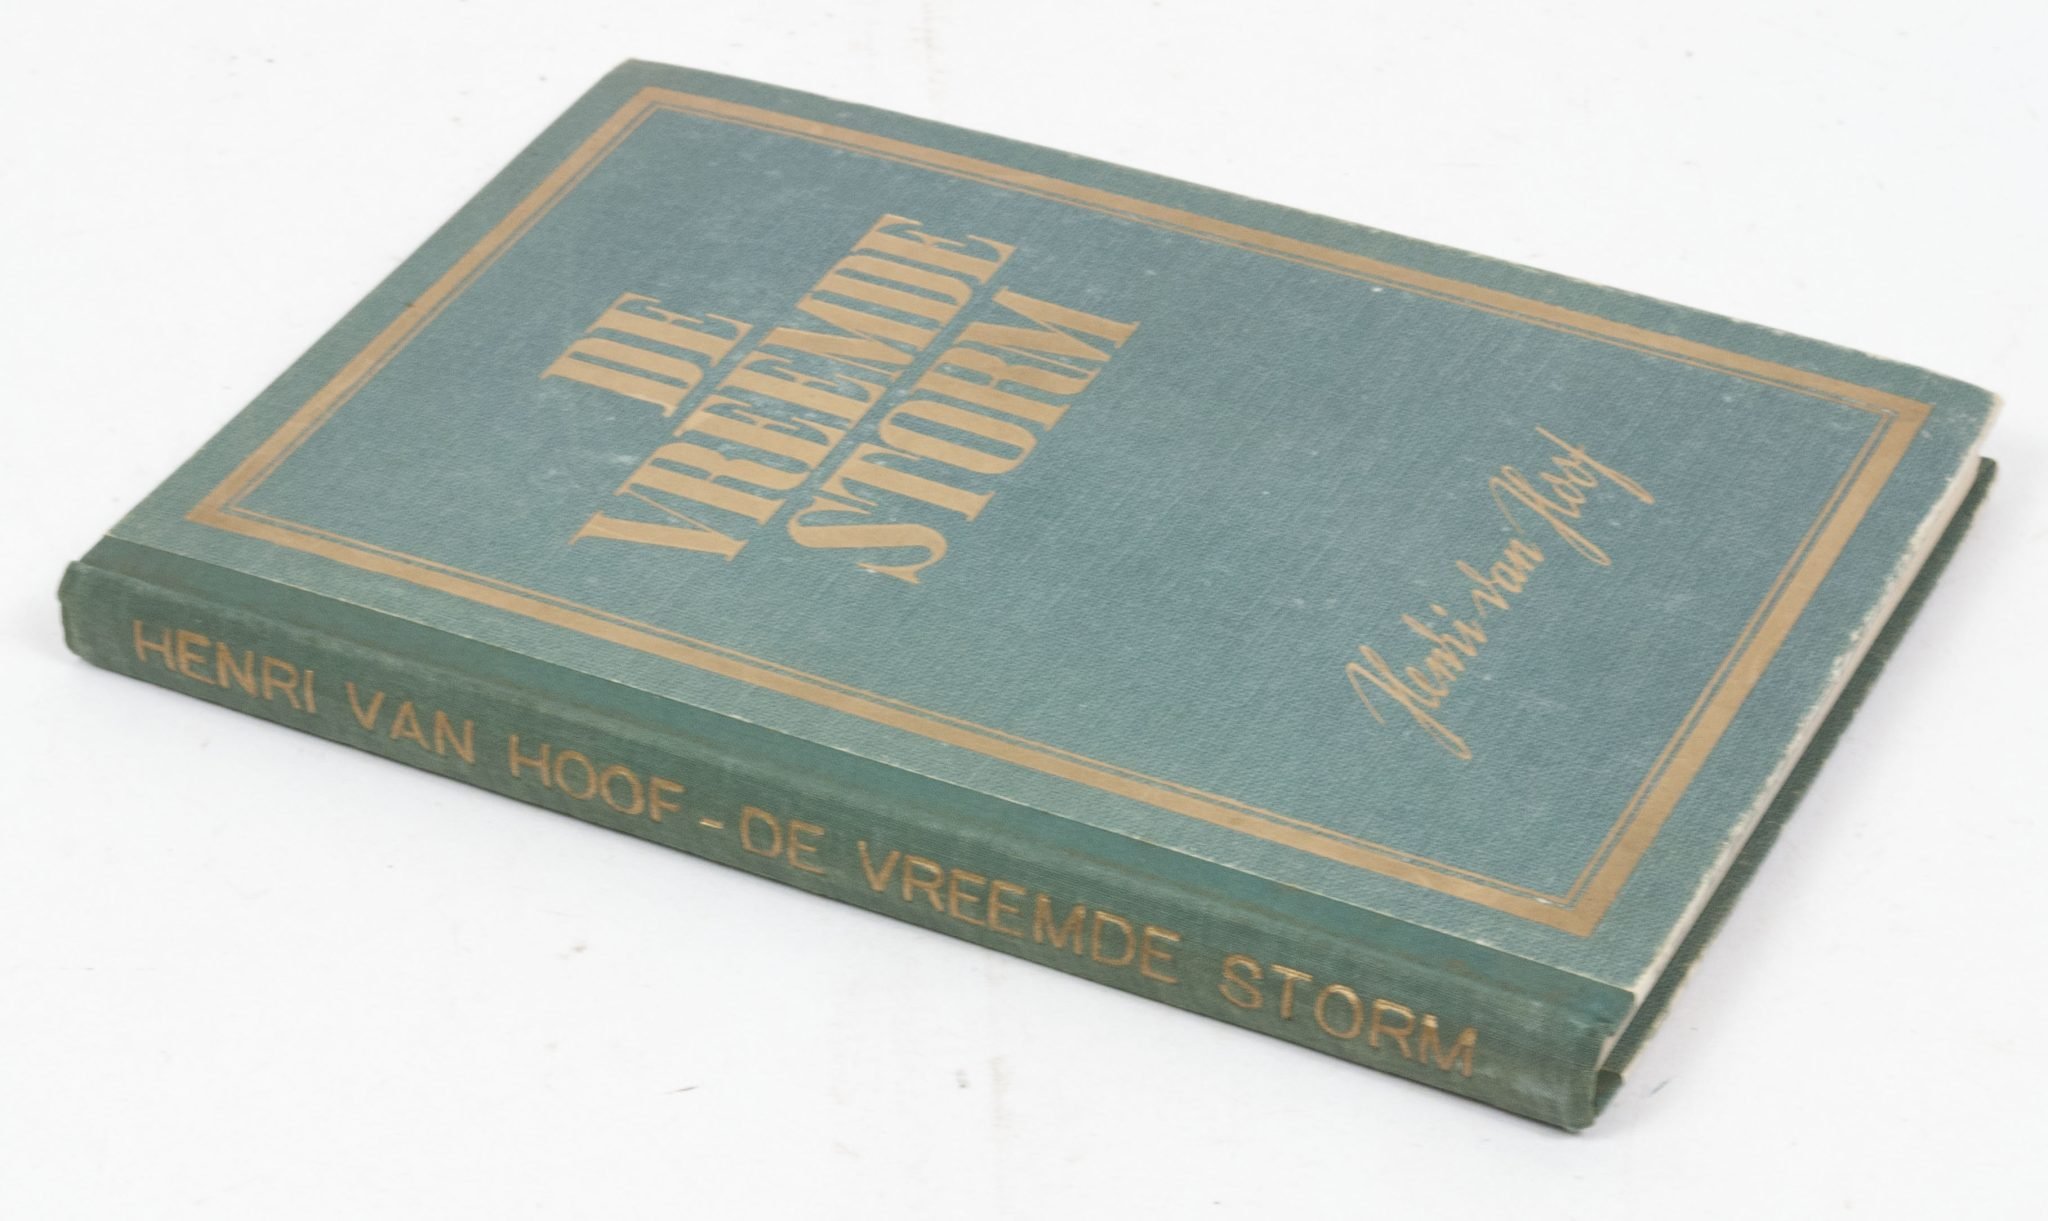 DE
VREEMDE
STORM
Henri van Hoof
HENRI VAN HOOF - DE VREEMDE STORM